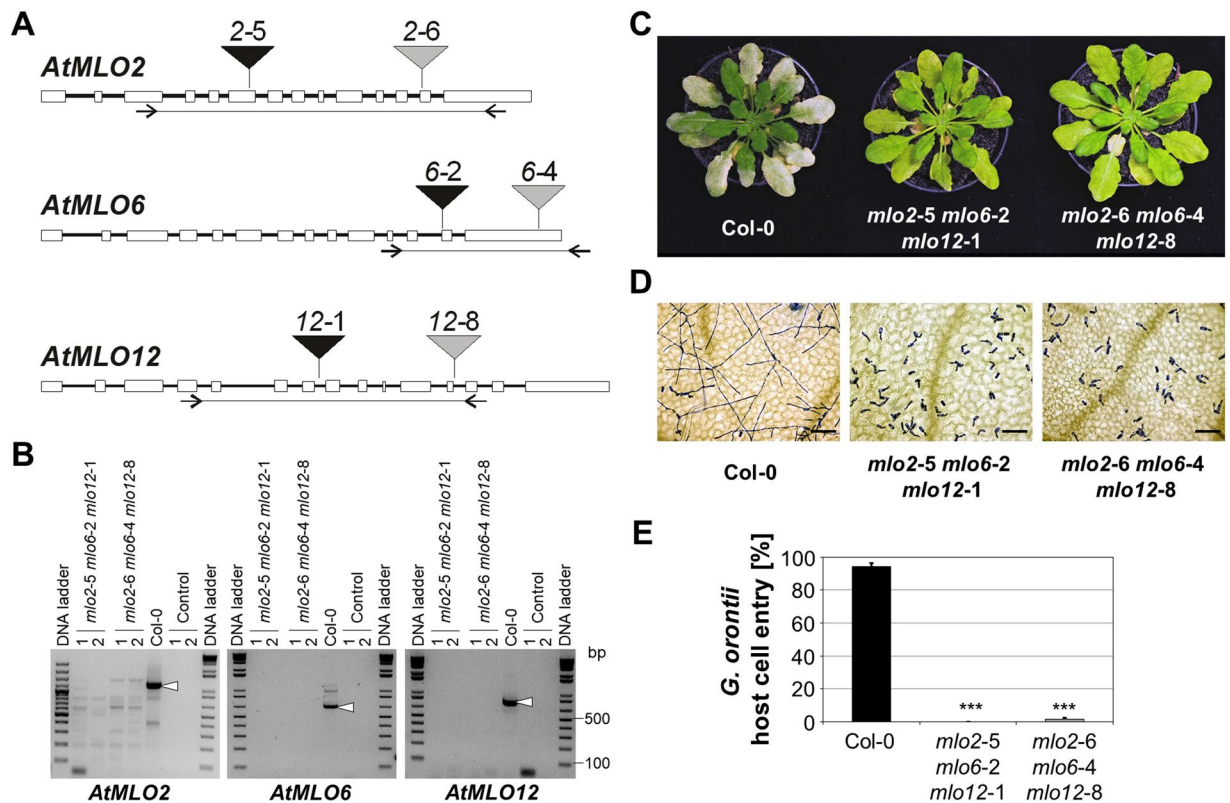 A
2-5
2-6
AtMLO2
6-2
6-4
AtMLO6
12-1
12-8
AtMLO12
B
DNA ladder
1
2
mlo2-5 mlo6-2 mlo12-1
1
2
mlo2-6 mlo6-4 mlo12-8
Col-0
1
2
Control
DNA ladder
1
2
mlo2-5 mlo6-2 mlo12-1
1
2
mlo2-6 mlo6-4 mlo12-8
Col-0
1
2
Control
DNA ladder
1
2
mlo2-5 mlo6-2 mlo12-1
1
2
mlo2-6 mlo6-4 mlo12-8
Col-0
1
2
Control
DNA ladder
bp
500
100
AtMLO2
AtMLO6
AtMLO12
C
Col-0
mlo2-5 mlo6-2
mlo12-1
mlo2-6 mlo6-4
mlo12-8
D
Col-0
mlo2-5 mlo6-2
mlo12-1
mlo2-6 mlo6-4
mlo12-8
E
G. orontii
host cell entry [%]
100
80
60
40
20
0
***
***
Col-0
mlo2-5
mlo6-2
mlo12-1
mlo2-6
mlo6-4
mlo12-8